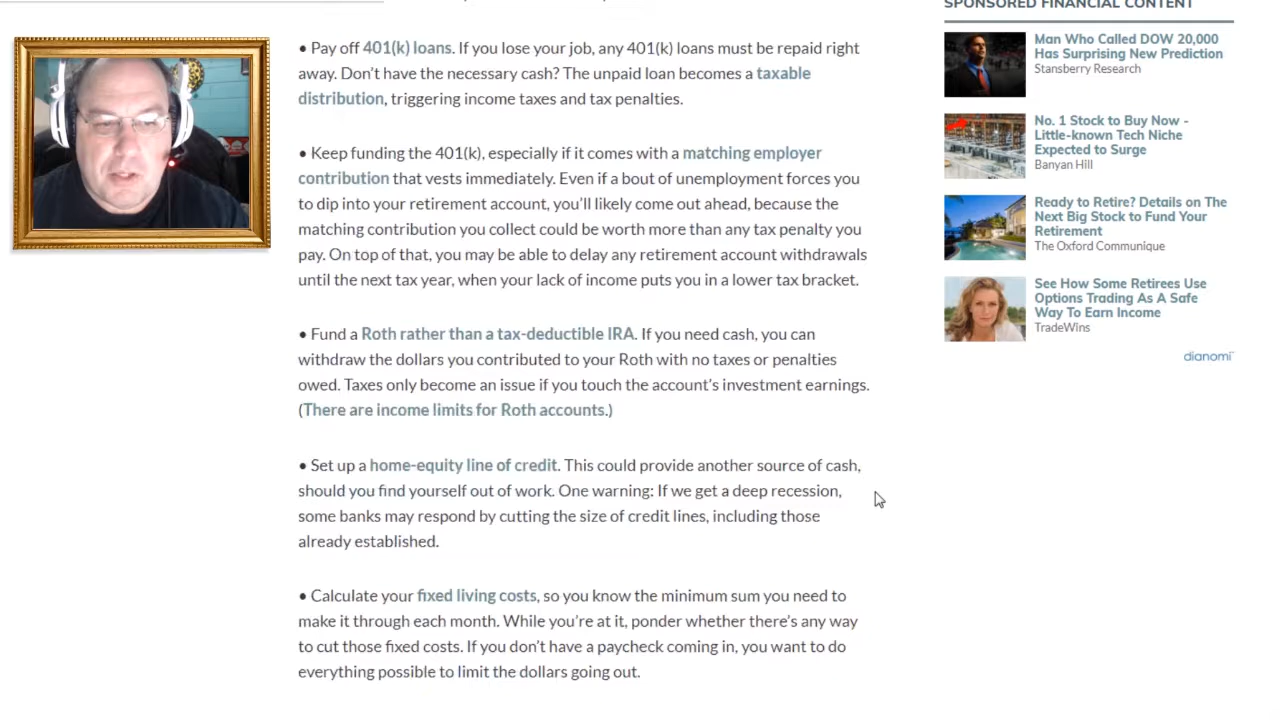 • Pay off 401(k) loans. If you lose your job, any 401(k) loans must be repaid right
away. Don’t have the necessary cash? The unpaid loan becomes a taxable
distribution, triggering income taxes and tax penalties.
• Keep funding the 401(k), especially if it comes with a matching employer
contribution that vests immediately. Even if a bout of unemployment forces you
to dip into your retirement account, you’ll likely come out ahead, because the
matching contribution you collect could be worth more than any tax penalty you
pay. On top of that, you may be able to delay any retirement account withdrawals
until the next tax year, when your lack of income puts you in a lower tax bracket.
• Fund a Roth rather than a tax-deductible IRA. If you need cash, you can
withdraw the dollars you contributed to your Roth with no taxes or penalties
owed. Taxes only become an issue if you touch the account’s investment earnings.
(There are income limits for Roth accounts.)
• Set up a home-equity line of credit. This could provide another source of cash,
should you find yourself out of work. One warning: If we get a deep recession,
some banks may respond by cutting the size of credit lines, including those
already established.
• Calculate your fixed living costs, so you know the minimum sum you need to
make it through each month. While you’re at it, ponder whether there’s any way
to cut those fixed costs. If you don’t have a paycheck coming in, you want to do
everything possible to limit the dollars going out.
SPONSORED FINANCIAL CONTENT
Man Who Called DOW 20,000
Has Surprising New Prediction
Stansberry Research
No. 1 Stock to Buy Now -
Little-known Tech Niche
Expected to Surge
Banyan Hill
Ready to Retire? Details on The
Next Big Stock to Fund Your
Retirement
The Oxford Communique
See How Some Retirees Use
Options Trading As A Safe
Way To Earn Income
TradeWins
dianomi